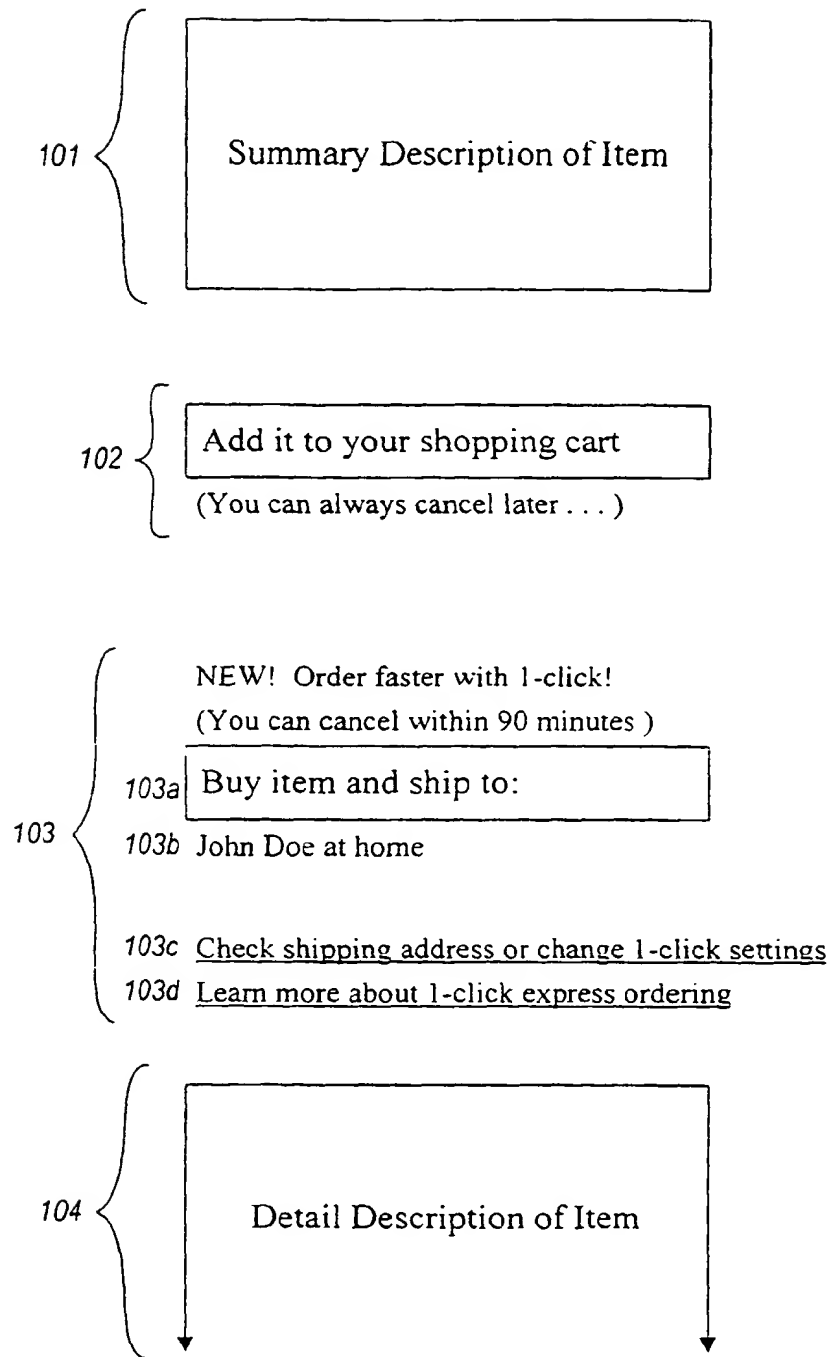 101 Summary Description of Item
102 Add it to your shopping cart
(You can always cancel later . . . )
103
NEW! Order faster with 1-click!
(You can cancel within 90 minutes )
103a Buy item and ship to:
103b John Doe at home
103c Check shipping address or change 1-click settings
103d Learn more about 1-click express ordering
104 Detail Description of Item